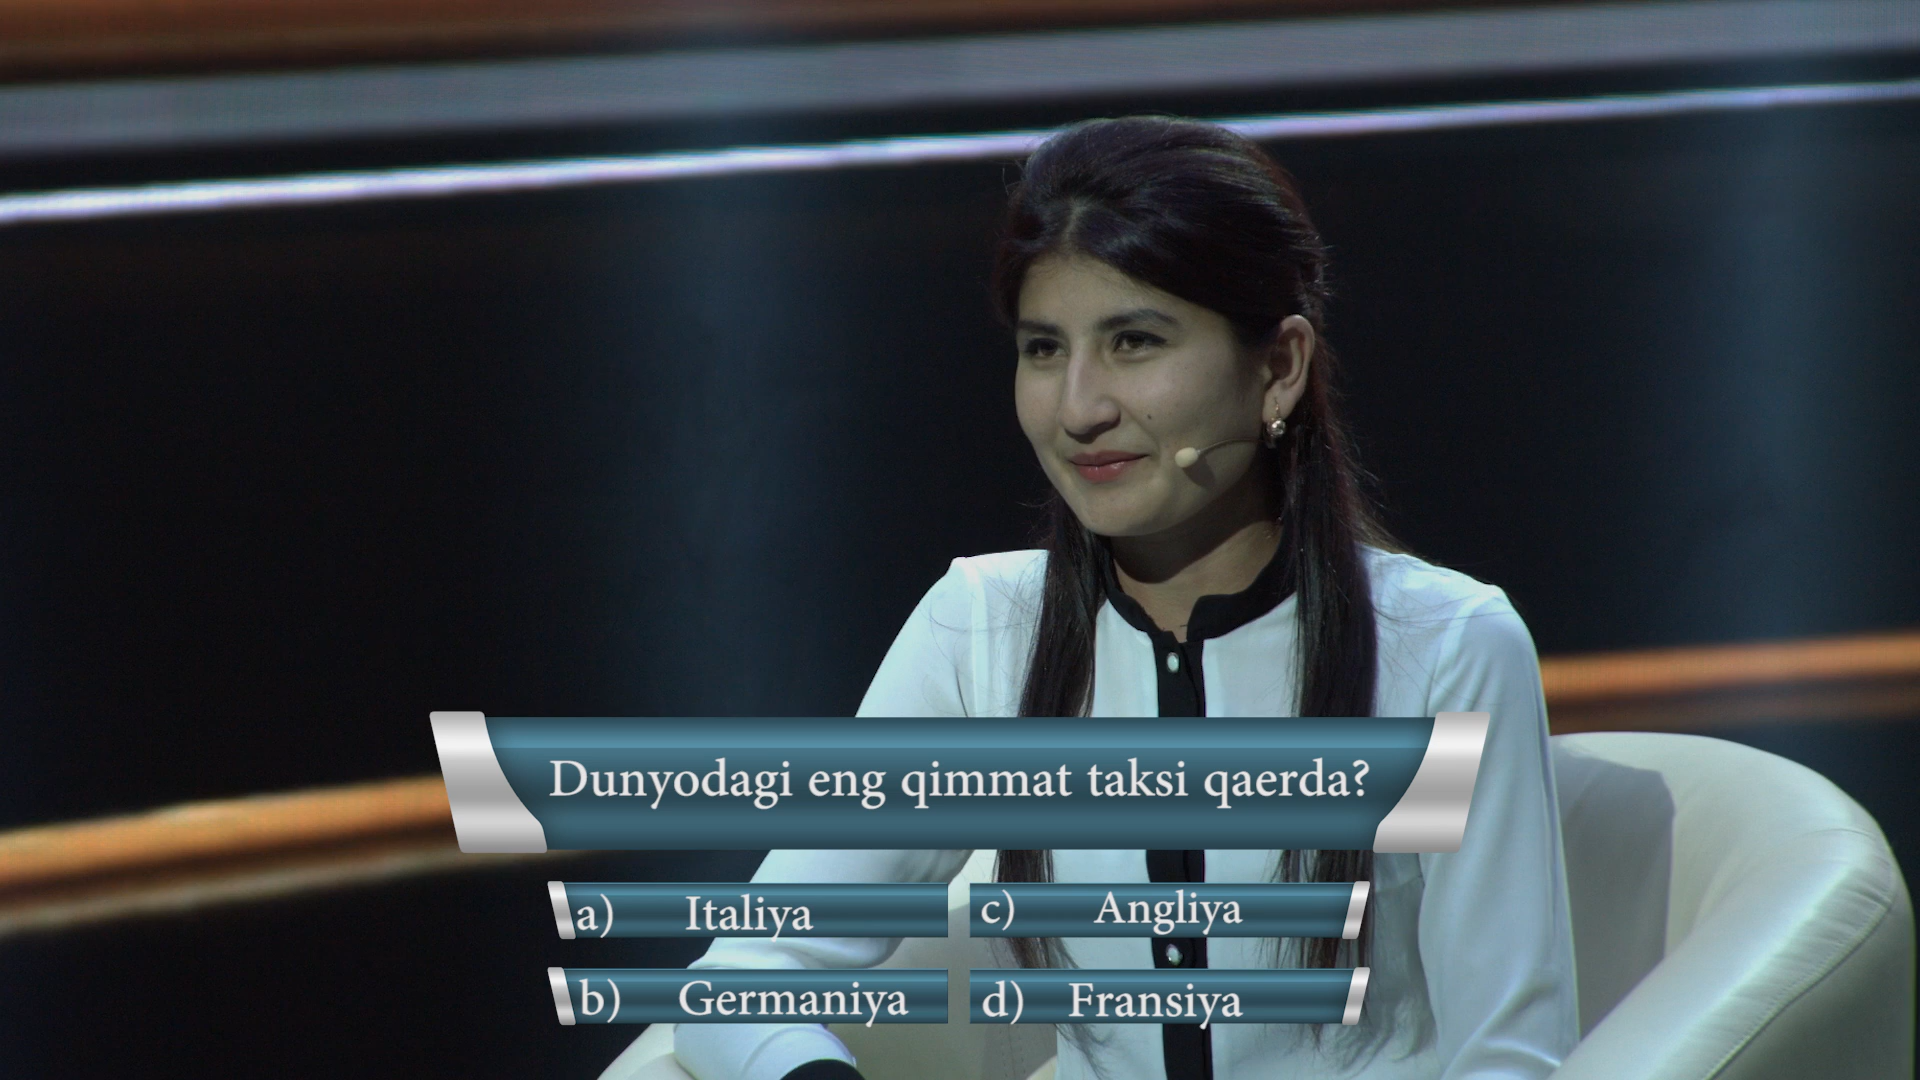 Dunyodagi eng qimmat taksi qaerda?
a) Italiya
c) Angliya
b) Germaniya
d) Fransiya